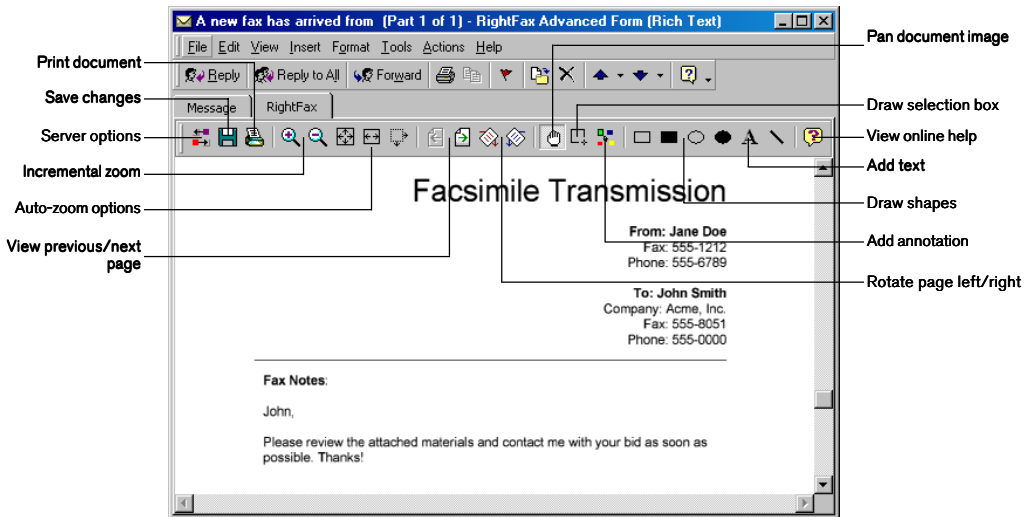 A new fax has arrived from (Part 1 of 1) - RightFax Advanced Form (Rich Text)
File Edit View Insert Format Tools Actions Help
Reply Reply to All Forward
Message RightFax
Print document
Save changes
Server options
Incremental zoom
Auto-zoom options
View previous/next
page
Pan document image
Draw selection box
View online help
Add text
Draw shapes
Add annotation
Rotate page left/right
A
Facsimile Transmission
From: Jane Doe
Fax: 555-1212
Phone: 555-6789
To: John Smith
Company: Acme, Inc.
Fax: 555-8051
Phone: 555-0000
Fax Notes:
John,
Please review the attached materials and contact me with your bid as soon as
possible. Thanks!